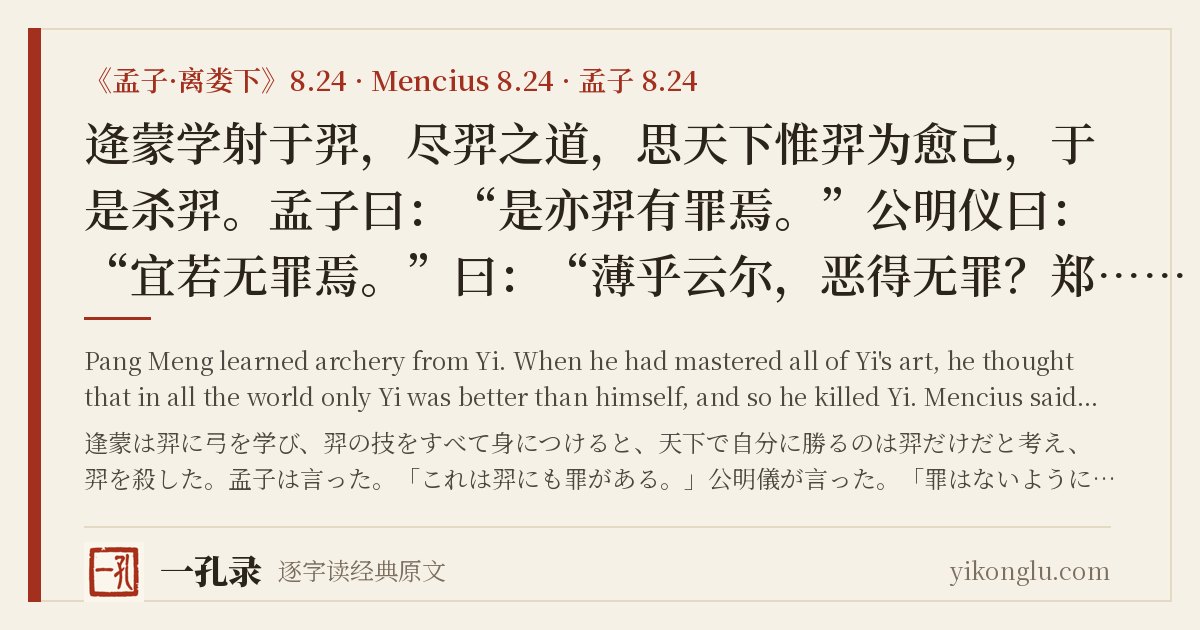 《孟子·离娄下》8.24 · Mencius 8.24 · 孟子 8.24
逄蒙学射于羿，尽羿之道，思天下惟羿为愈己，于
是杀羿。孟子曰：“是亦羿有罪焉。”公明仪曰：
“宜若无罪焉。”曰：“薄乎云尔，恶得无罪？郑……
Pang Meng learned archery from Yi. When he had mastered all of Yi's art, he thought
that in all the world only Yi was better than himself, and so he killed Yi. Mencius said...
逢蒙は羿に弓を学び、羿の技をすべて身につけると、天下で自分に勝るのは羿だけだと考え、
羿を殺した。孟子は言った。「これは羿にも罪がある。」公明儀が言った。「罪はないように…
一孔
一孔录 逐字读经典原文
yikonglu.com